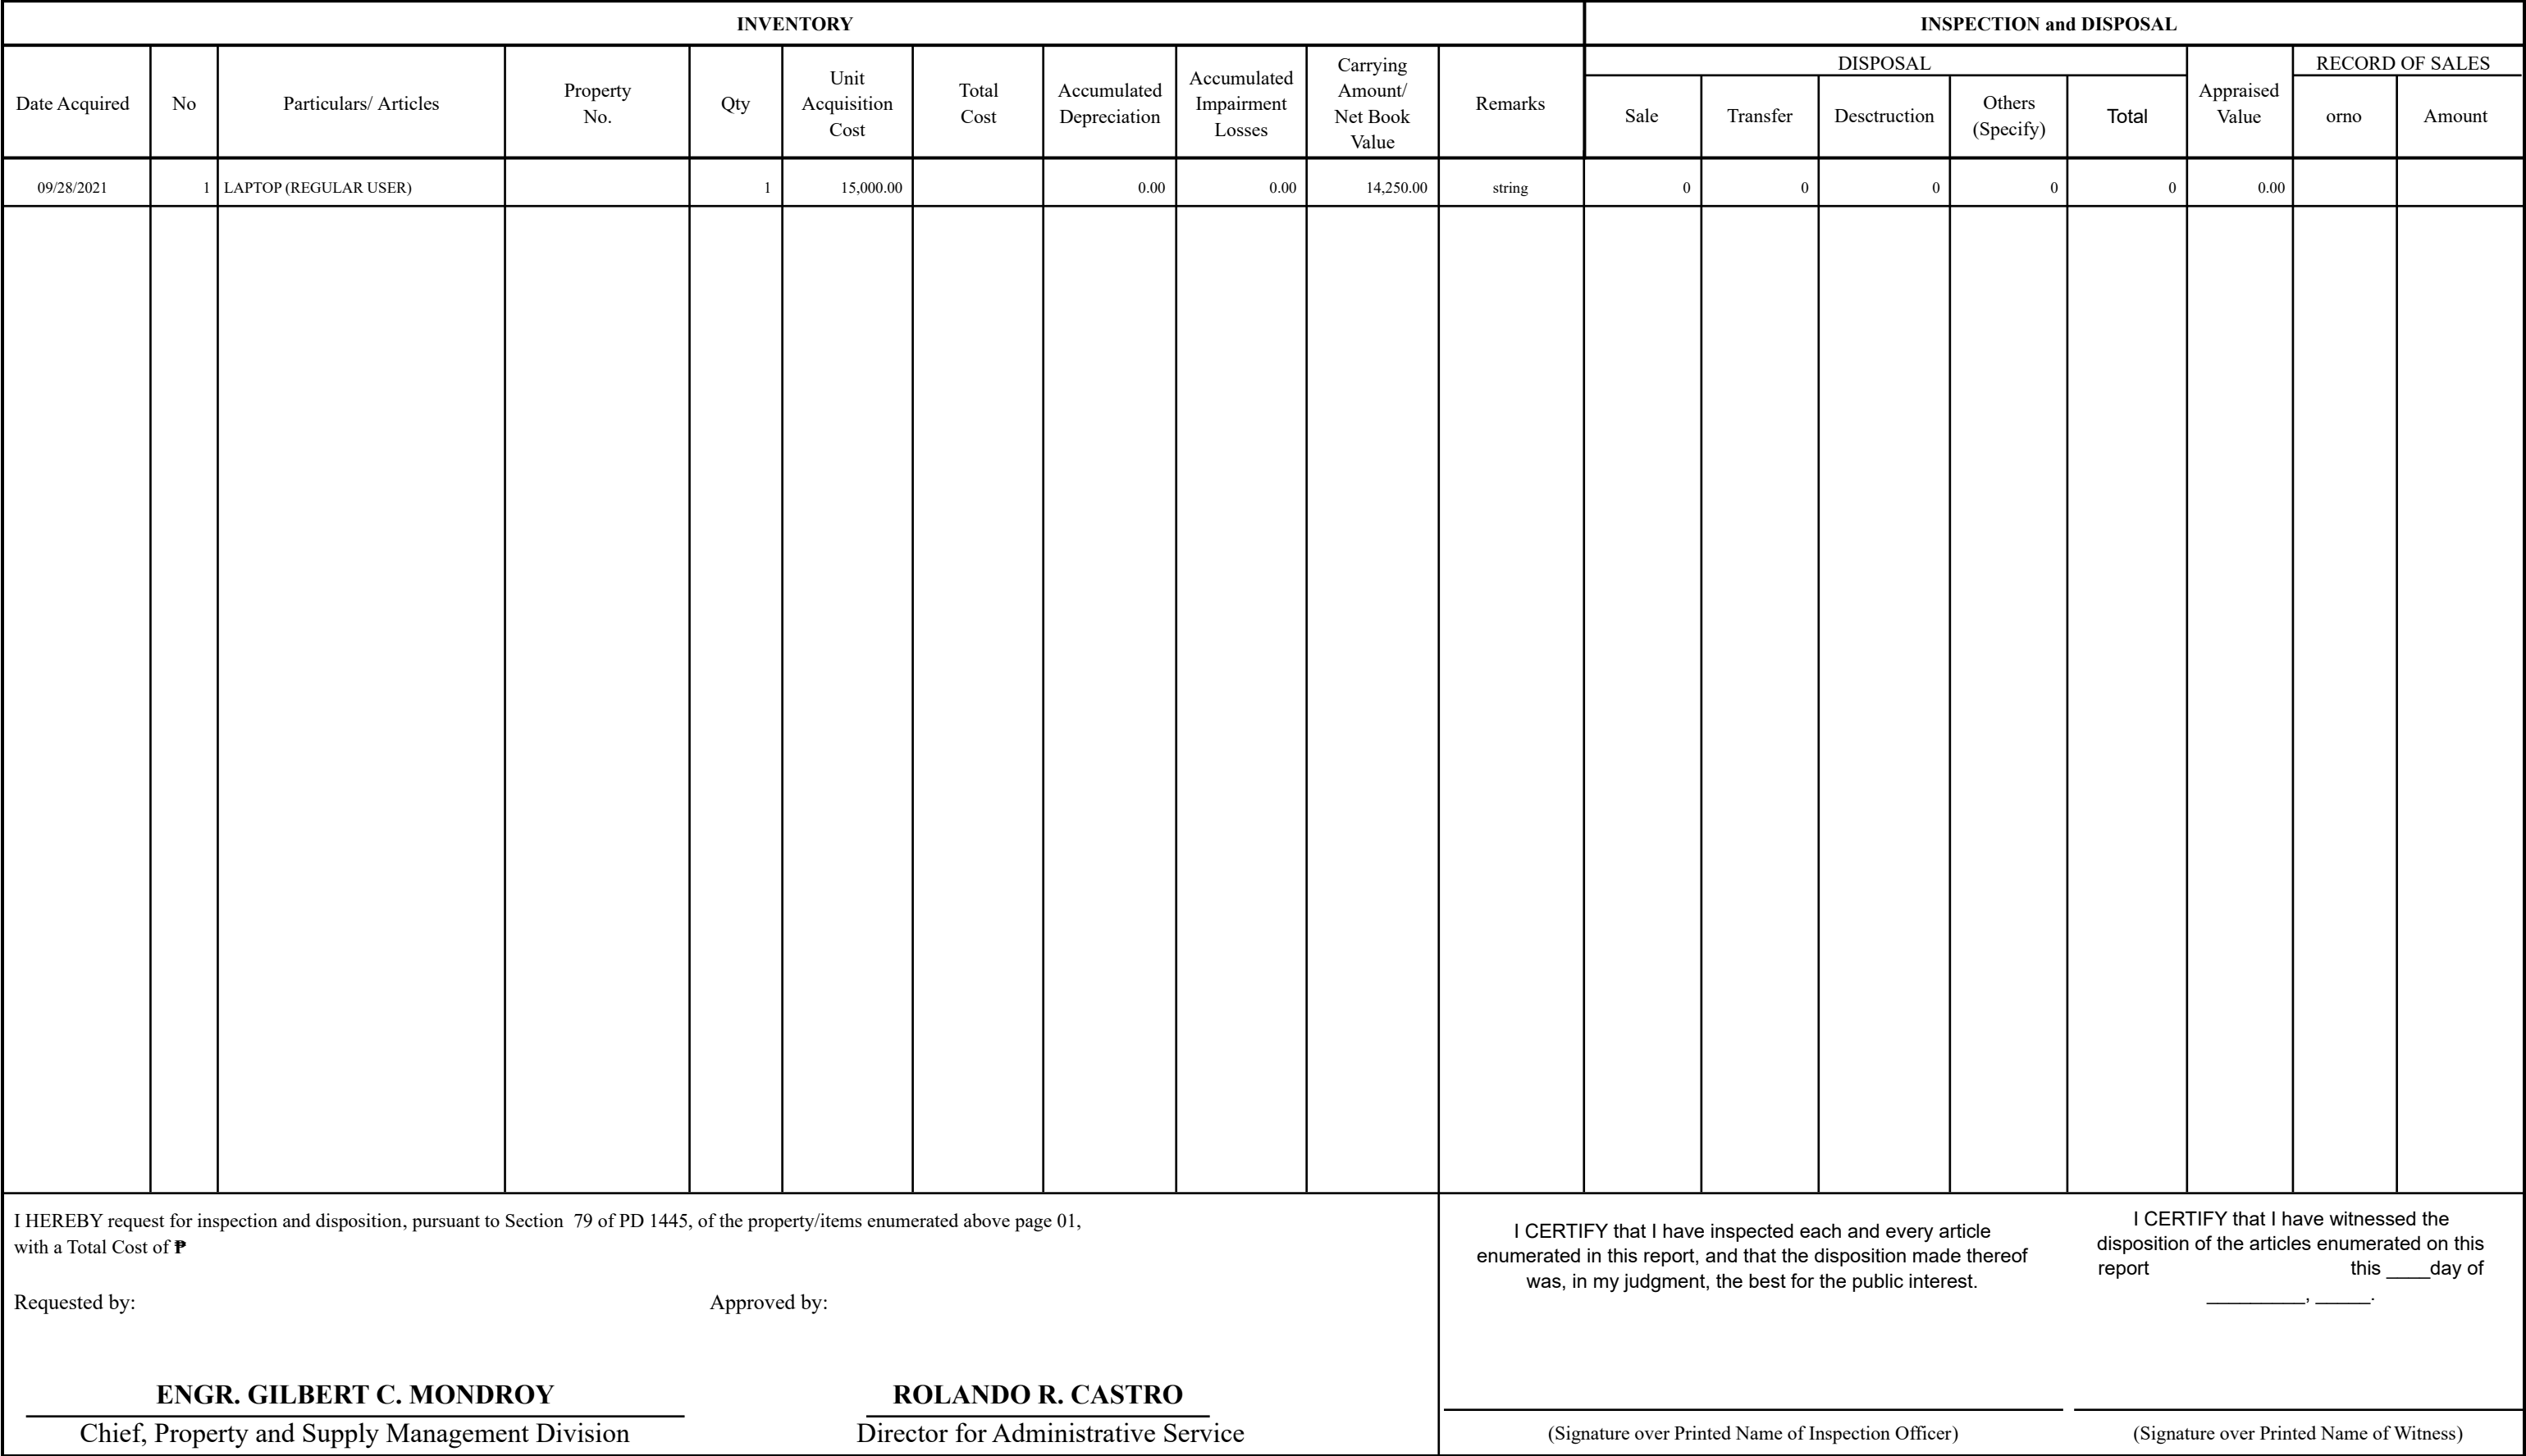 INVENTORY
INSPECTION and DISPOSAL
Date Acquired
No
Particulars/ Articles
Property
No.
Qty
Unit
Acquisition
Cost
Total
Cost
Accumulated
Depreciation
Accumulated
Impairment
Losses
Carrying
Amount/
Net Book
Value
Remarks
DISPOSAL
Sale
Transfer
Desctruction
Others
(Specify)
Total
Appraised
Value
RECORD OF SALES
orno
Amount
09/28/2021 1 LAPTOP (REGULAR USER) 1 15,000.00 0.00 0.00 14,250.00 string 0 0 0 0 0 0.00
I HEREBY request for inspection and disposition, pursuant to Section 79 of PD 1445, of the property/items enumerated above page 01,
with a Total Cost of ₱
Requested by:
Approved by:
ENGR. GILBERT C. MONDROY
Chief, Property and Supply Management Division
ROLANDO R. CASTRO
Director for Administrative Service
I CERTIFY that I have inspected each and every article
enumerated in this report, and that the disposition made thereof
was, in my judgment, the best for the public interest.
(Signature over Printed Name of Inspection Officer)
I CERTIFY that I have witnessed the
disposition of the articles enumerated on this
report this ____day of
_________, _____.
(Signature over Printed Name of Witness)